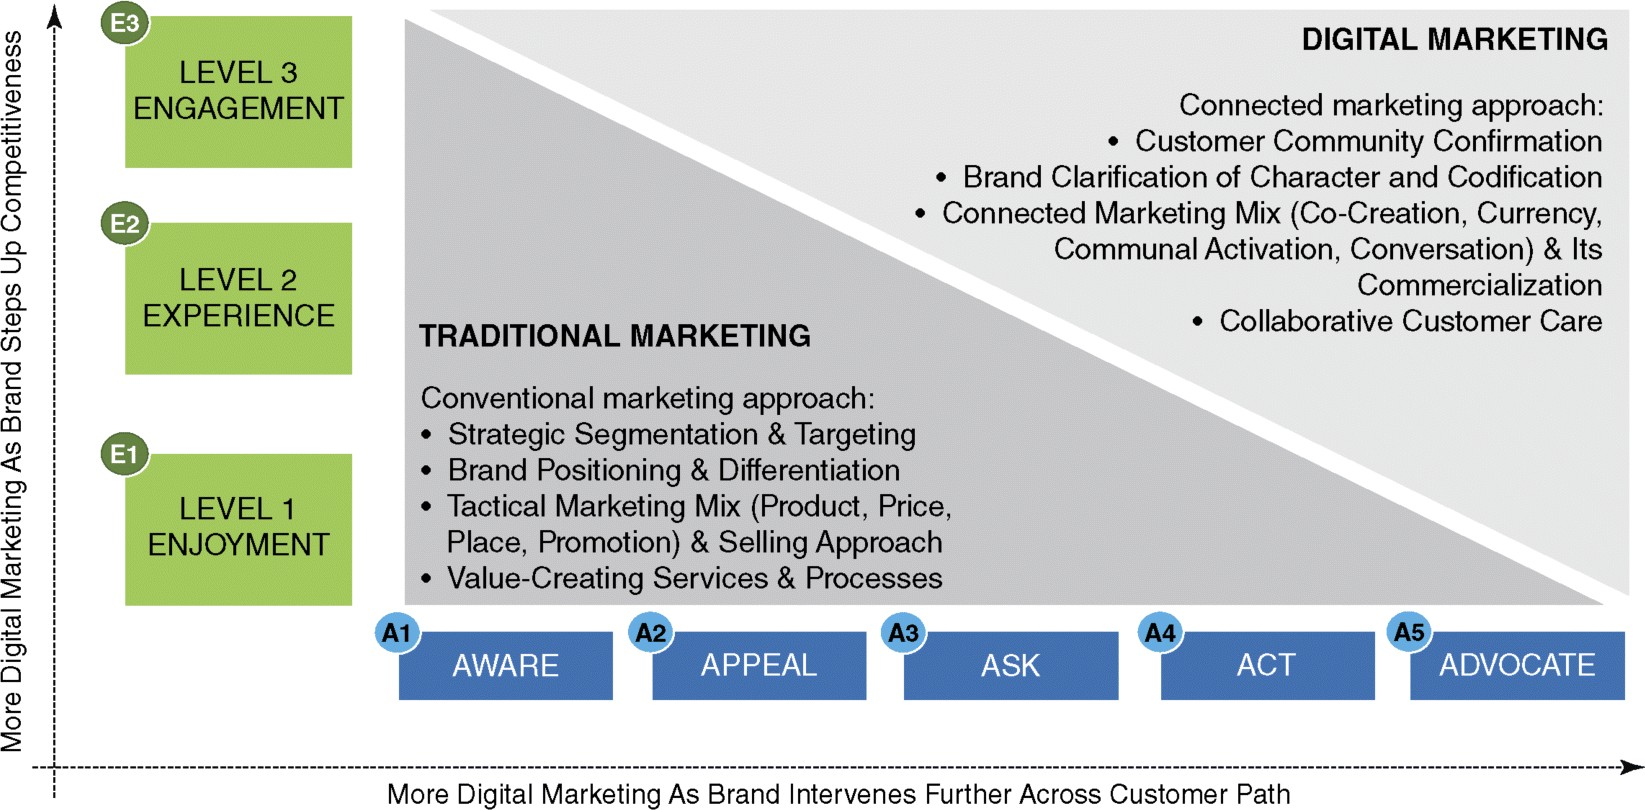 More Digital Marketing As Brand Steps Up Competitiveness
E3
LEVEL 3
ENGAGEMENT
E2
LEVEL 2
EXPERIENCE
E1
LEVEL 1
ENJOYMENT
DIGITAL MARKETING
Connected marketing approach:
• Customer Community Confirmation
• Brand Clarification of Character and Codification
• Connected Marketing Mix (Co-Creation, Currency,
Communal Activation, Conversation) & Its
Commercialization
• Collaborative Customer Care
TRADITIONAL MARKETING
Conventional marketing approach:
• Strategic Segmentation & Targeting
• Brand Positioning & Differentiation
• Tactical Marketing Mix (Product, Price,
Place, Promotion) & Selling Approach
• Value-Creating Services & Processes
A1
AWARE
A2
APPEAL
A3
ASK
A4
ACT
A5
ADVOCATE
More Digital Marketing As Brand Intervenes Further Across Customer Path